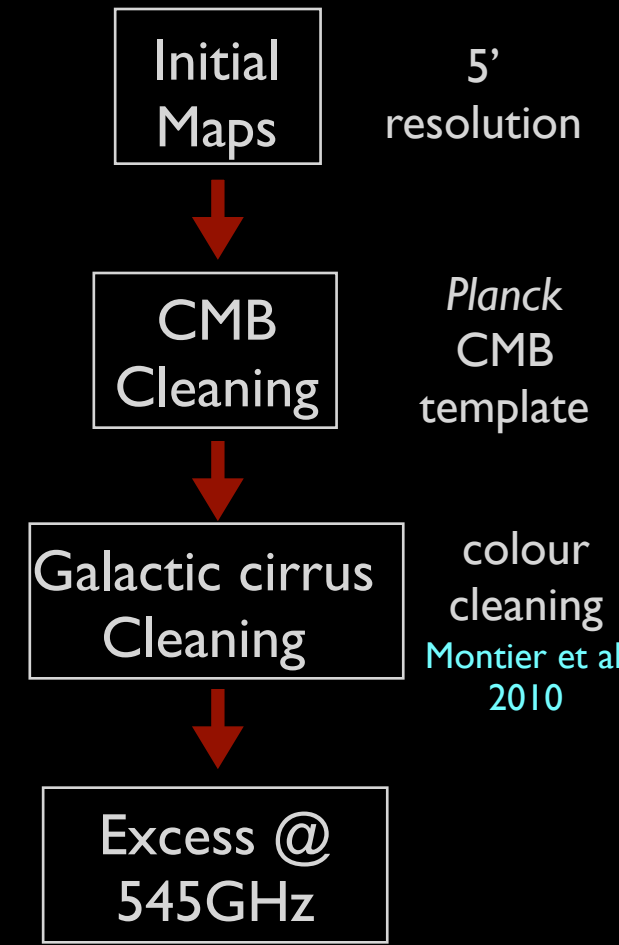 Initial
Maps
5’
resolution
CMB
Cleaning
Planck
CMB
template
Galactic cirrus
Cleaning
colour
cleaning
Montier et al
2010
Excess @
545GHz